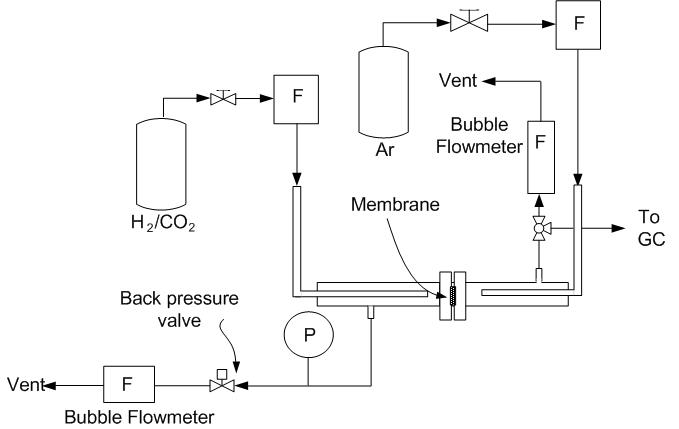 F
F
Vent
Bubble
Flowmeter
F
Ar
H2/CO2
Membrane
To
GC
Back pressure
valve
P
Vent
F
Bubble Flowmeter